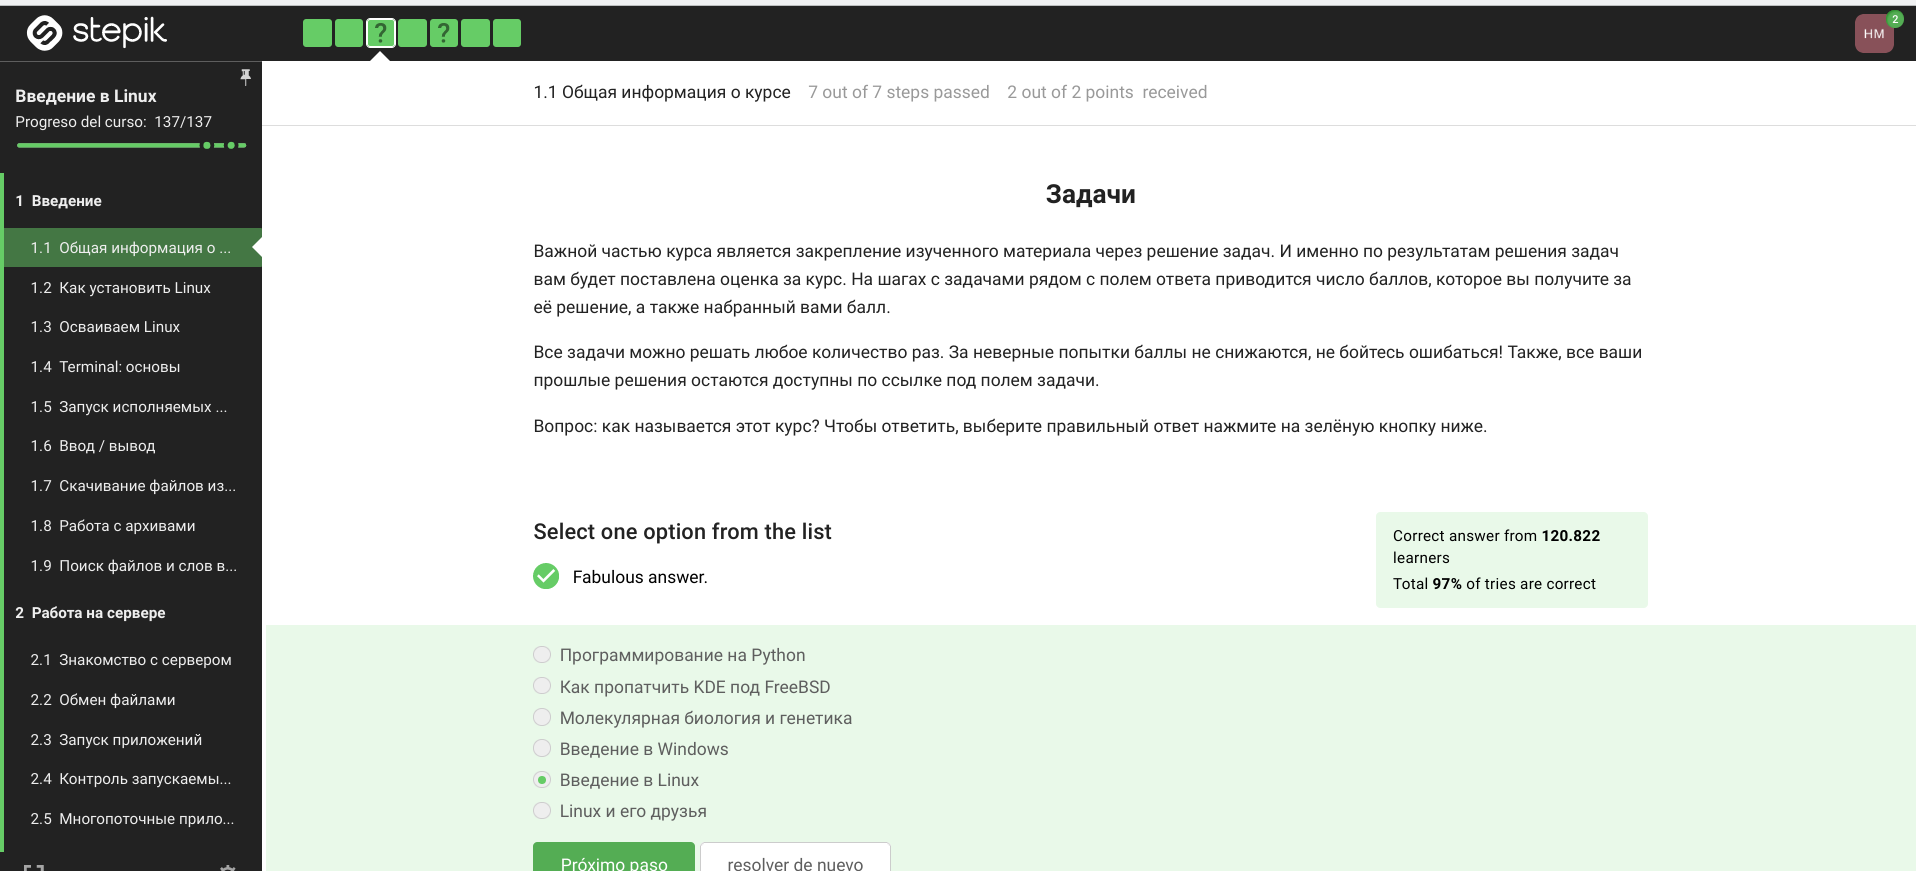 stepik
?
?
HM
2
Введение в Linux
Progreso del curso: 137/137
1 Введение
1.1 Общая информация о ...
1.2 Как установить Linux
1.3 Осваиваем Linux
1.4 Terminal: основы
1.5 Запуск исполняемых ...
1.6 Ввод / вывод
1.7 Скачивание файлов из...
1.8 Работа с архивами
1.9 Поиск файлов и слов в...
2 Работа на сервере
2.1 Знакомство с сервером
2.2 Обмен файлами
2.3 Запуск приложений
2.4 Контроль запускаемы...
2.5 Многопоточные прило...
1.1 Общая информация о курсе 7 out of 7 steps passed 2 out of 2 points received
Задачи
Важной частью курса является закрепление изученного материала через решение задач. И именно по результатам решения задач
вам будет поставлена оценка за курс. На шагах с задачами рядом с полем ответа приводится число баллов, которое вы получите за
её решение, а также набранный вами балл.
Все задачи можно решать любое количество раз. За неверные попытки баллы не снижаются, не бойтесь ошибаться! Также, все ваши
прошлые решения остаются доступны по ссылке под полем задачи.
Вопрос: как называется этот курс? Чтобы ответить, выберите правильный ответ нажмите на зелёную кнопку ниже.
Select one option from the list
Fabulous answer.
Correct answer from 120.822
learners
Total 97% of tries are correct
Программирование на Python
Как пропатчить KDE под FreeBSD
Молекулярная биология и генетика
Введение в Windows
Введение в Linux
Linux и его друзья
Próximo paso
resolver de nuevo